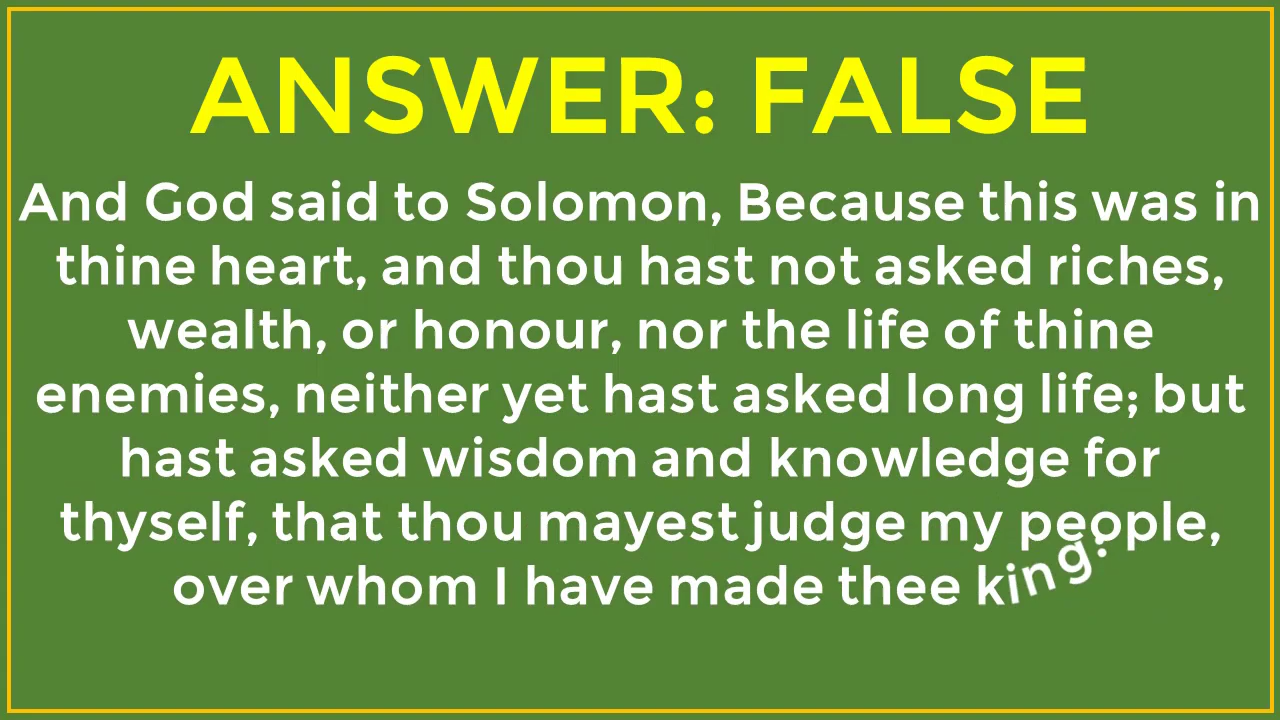 ANSWER: FALSE
And God said to Solomon, Because this was in
thine heart, and thou hast not asked riches,
wealth, or honour, nor the life of thine
enemies, neither yet hast asked long life; but
hast asked wisdom and knowledge for
thyself, that thou mayest judge my people,
over whom I have made thee king: